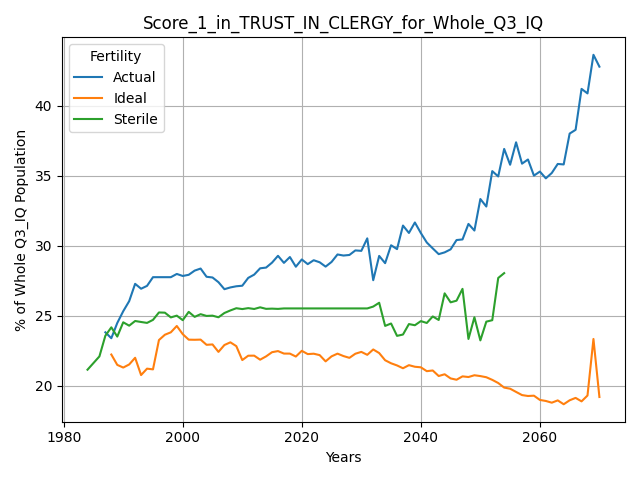 Score_1_in_TRUST_IN_CLERGY_for_Whole_Q3_IQ
Fertility
Actual
Ideal
Sterile
% of Whole Q3_IQ Population
40
35
30
25
20
1980
2000
2020
2040
2060
Years